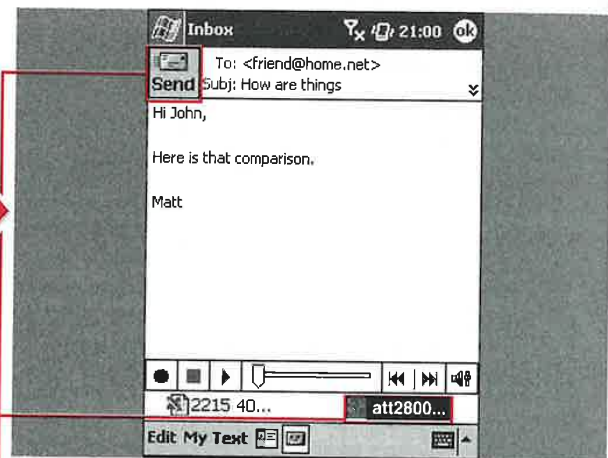 Inbox 21:00 ok
To: <friend@home.net>
Send Subj: How are things
Hi John,
Here is that comparison.
Matt
2215 40... att2800...
Edit My Text